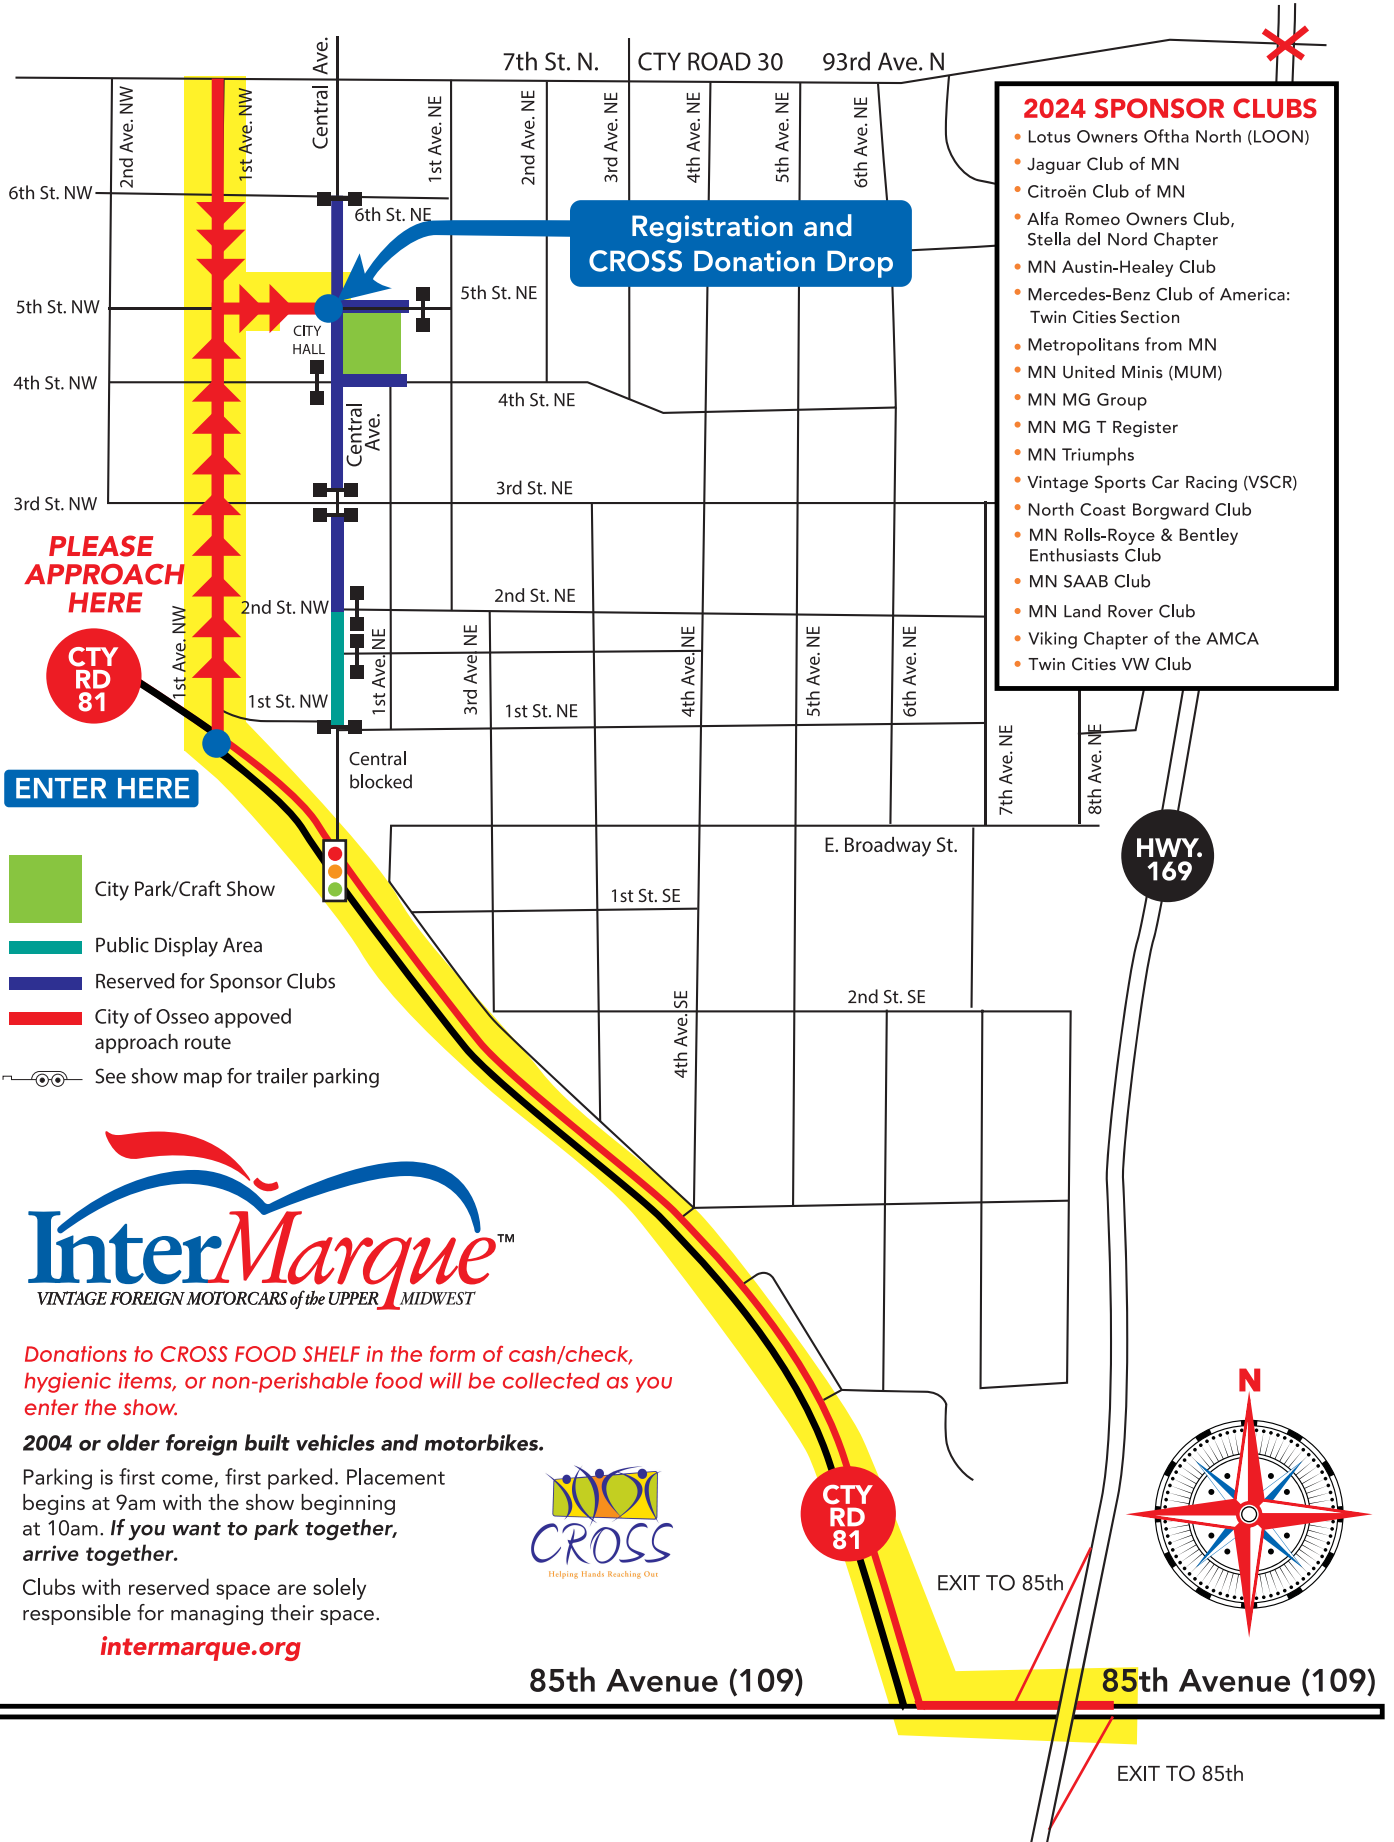 7th St. N.
CTY ROAD 30
93rd Ave. N
Central Ave.
2nd Ave. NW
1st Ave. NW
1st Ave. NE
2nd Ave. NE
3rd Ave. NE
4th Ave. NE
5th Ave. NE
6th Ave. NE
6th St. NW
6th St. NE
Registration and
CROSS Donation Drop
5th St. NW
5th St. NE
CITY
HALL
4th St. NW
4th St. NE
Central
Ave.
3rd St. NW
3rd St. NE
2024 SPONSOR CLUBS
• Lotus Owners Oftha North (LOON)
• Jaguar Club of MN
• Citroën Club of MN
• Alfa Romeo Owners Club,
Stella del Nord Chapter
• MN Austin-Healey Club
• Mercedes-Benz Club of America:
Twin Cities Section
• Metropolitans from MN
• MN United Minis (MUM)
• MN MG Group
• MN MG T Register
• MN Triumphs
• Vintage Sports Car Racing (VSCR)
• North Coast Borgward Club
• MN Rolls-Royce & Bentley
Enthusiasts Club
• MN SAAB Club
• MN Land Rover Club
• Viking Chapter of the AMCA
• Twin Cities VW Club
PLEASE
APPROACH
HERE
CTY
RD
81
1st Ave. NW
2nd St. NW
2nd St. NE
1st St. NW
1st St. NE
1st Ave. NE
3rd Ave. NE
4th Ave. NE
5th Ave. NE
6th Ave. NE
7th Ave. NE
8th Ave. NE
Central
blocked
ENTER HERE
E. Broadway St.
HWY.
169
1st St. SE
2nd St. SE
4th Ave. SE
City Park/Craft Show
Public Display Area
Reserved for Sponsor Clubs
City of Osseo appoved
approach route
See show map for trailer parking
InterMarque™
VINTAGE FOREIGN MOTORCARS of the UPPER MIDWEST
Donations to CROSS FOOD SHELF in the form of cash/check,
hygienic items, or non-perishable food will be collected as you
enter the show.
2004 or older foreign built vehicles and motorbikes.
Parking is first come, first parked. Placement
begins at 9am with the show beginning
at 10am. If you want to park together,
arrive together.
Clubs with reserved space are solely
responsible for managing their space.
intermarque.org
CROSS
Helping Hands Reaching Out
CTY
RD
81
N
EXIT TO 85th
85th Avenue (109)
85th Avenue (109)
EXIT TO 85th